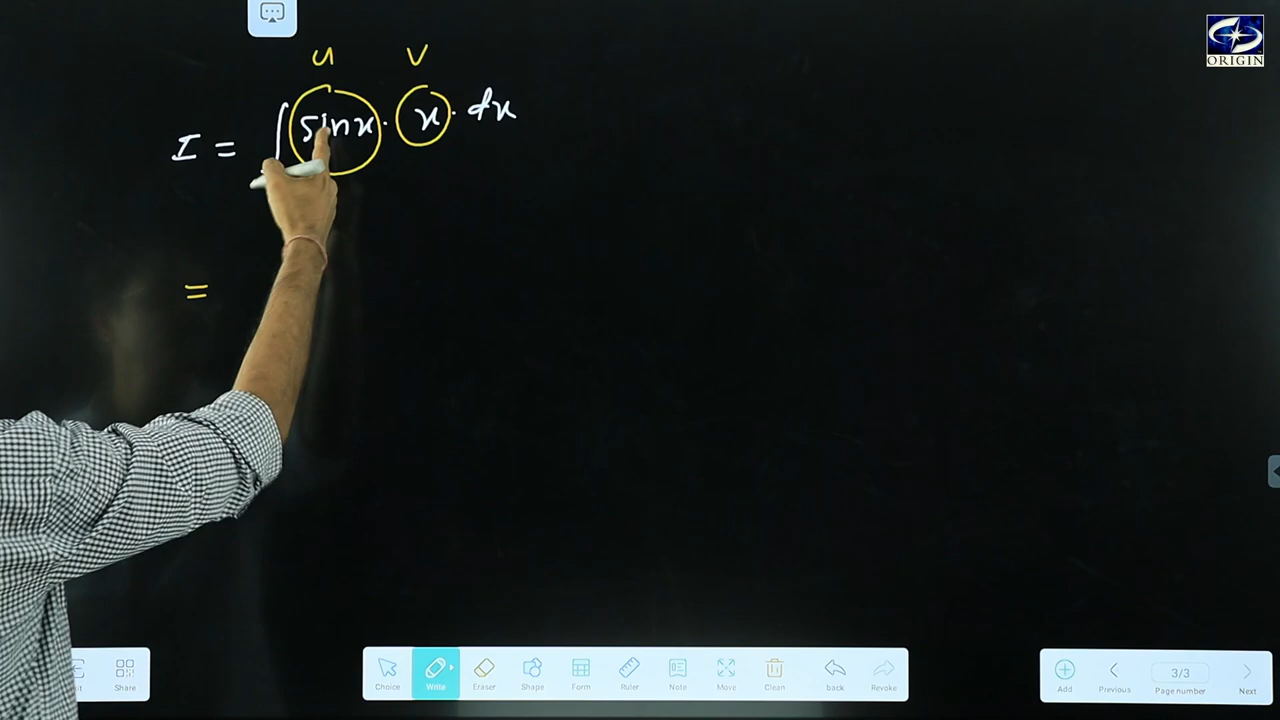 u v
I = ∫ sinx · x · dx
=
ORIGIN
Share
Choice
Write
Eraser
Shape
Form
Ruler
Note
Move
Clean
back
Revoke
Add
Previous
3/3
Page number
Next